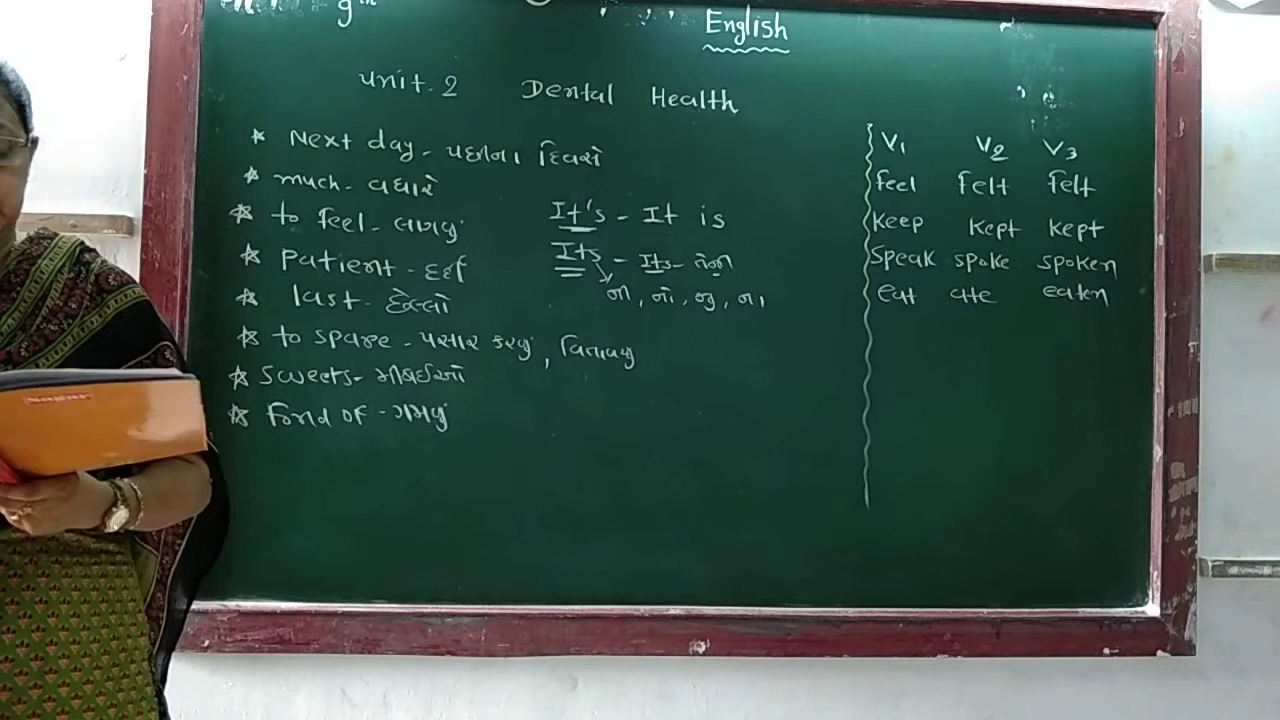 9th
English
Unit-2 Dental Health
★ Next day - પછીના દિવસે
★ much - વધારે
★ to feel - લાગવું
★ Patient - દર્દી
★ last - છેલ્લો
★ to spare - પસાર કરવું, વિતાવવું
★ Sweets - મીઠાઈઓ
★ fond of - ગમવું
It's - It is
Its - Its - તેની
ની, નો, નું, ના
V1 V2 V3
feel felt felt
keep kept kept
Speak spoke spoken
eat ate eaten